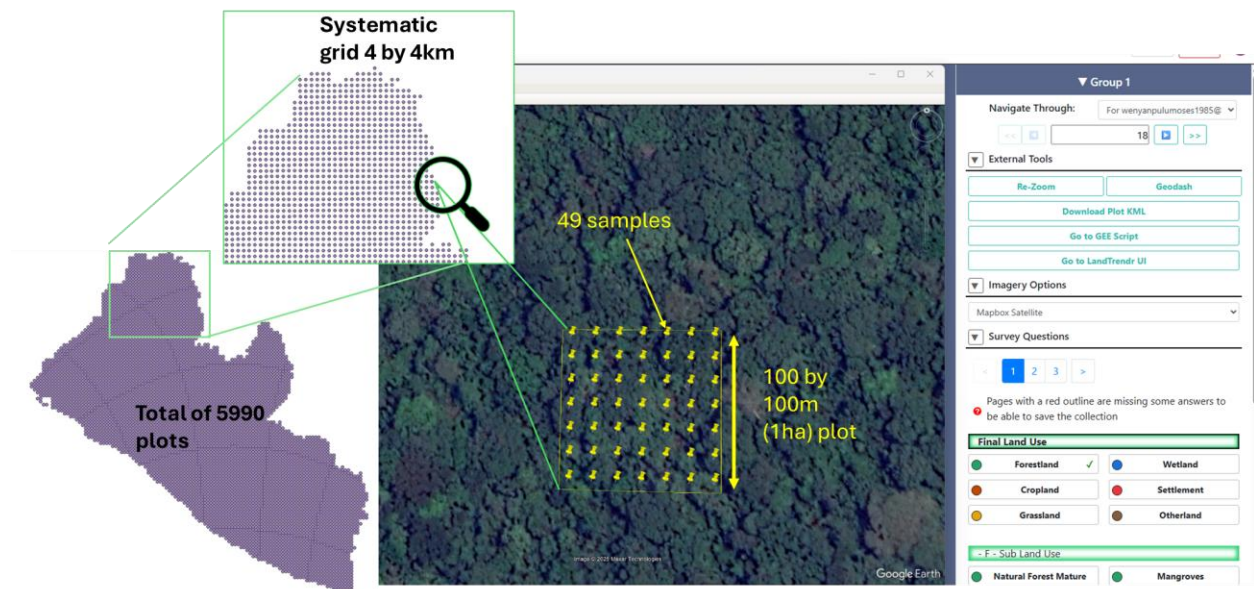 Systematic
grid 4 by 4km
49 samples
100 by
100m
(1ha) plot
Total of 5990
plots
Image © 2025 Maxar Technologies
Google Earth
Group 1
Navigate Through:
For wenyanpulumoses1985@
<<
18
>>
External Tools
Re-Zoom
Geodash
Download Plot KML
Go to GEE Script
Go to LandTrendr UI
Imagery Options
Mapbox Satellite
Survey Questions
<
1
2
3
>
Pages with a red outline are missing some answers to
be able to save the collection
Final Land Use
Forestland
Wetland
Cropland
Settlement
Grassland
Otherland
- F - Sub Land Use
Natural Forest Mature
Mangroves